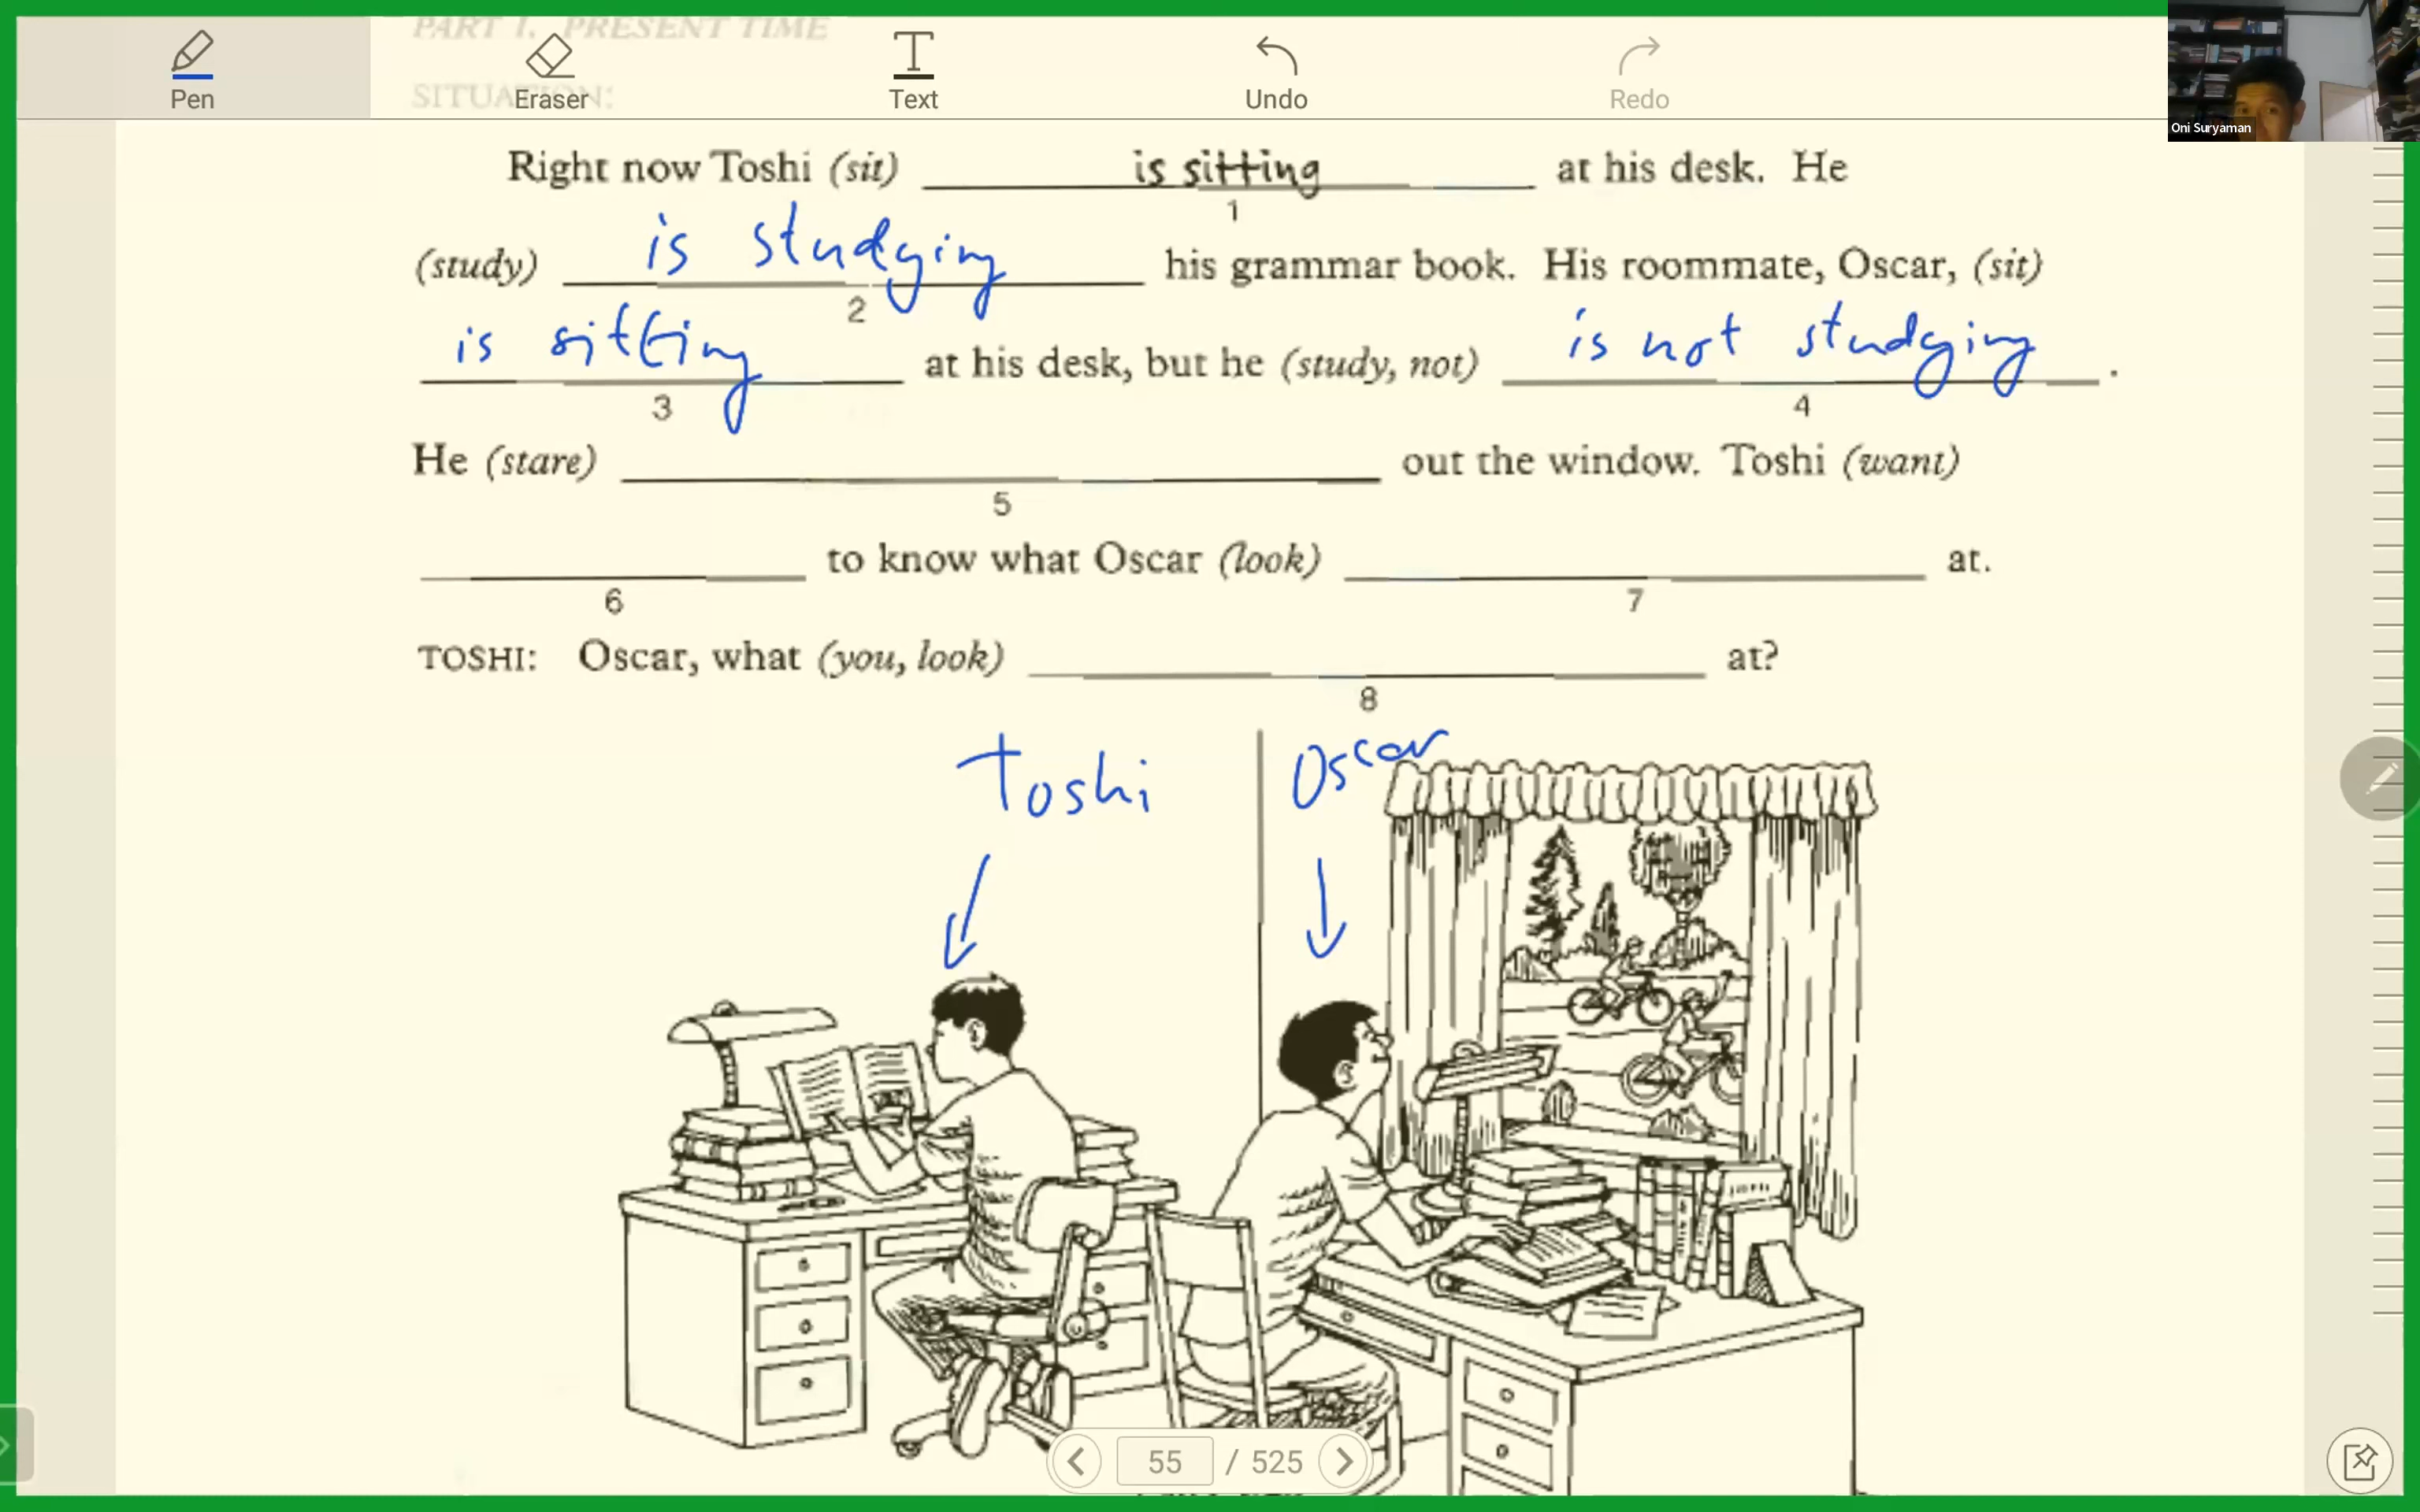 PART I. PRESENT TIME
Pen Eraser Text Undo Redo
SITUATION:
Oni Suryaman
Right now Toshi (sit) is sitting at his desk. He
1
(study) is studying his grammar book. His roommate, Oscar, (sit)
2
is sitting at his desk, but he (study, not) is not studying .
3 4
He (stare) out the window. Toshi (want)
5
to know what Oscar (look) at.
6 7
TOSHI: Oscar, what (you, look) at?
8
Toshi Oscar
55 / 525